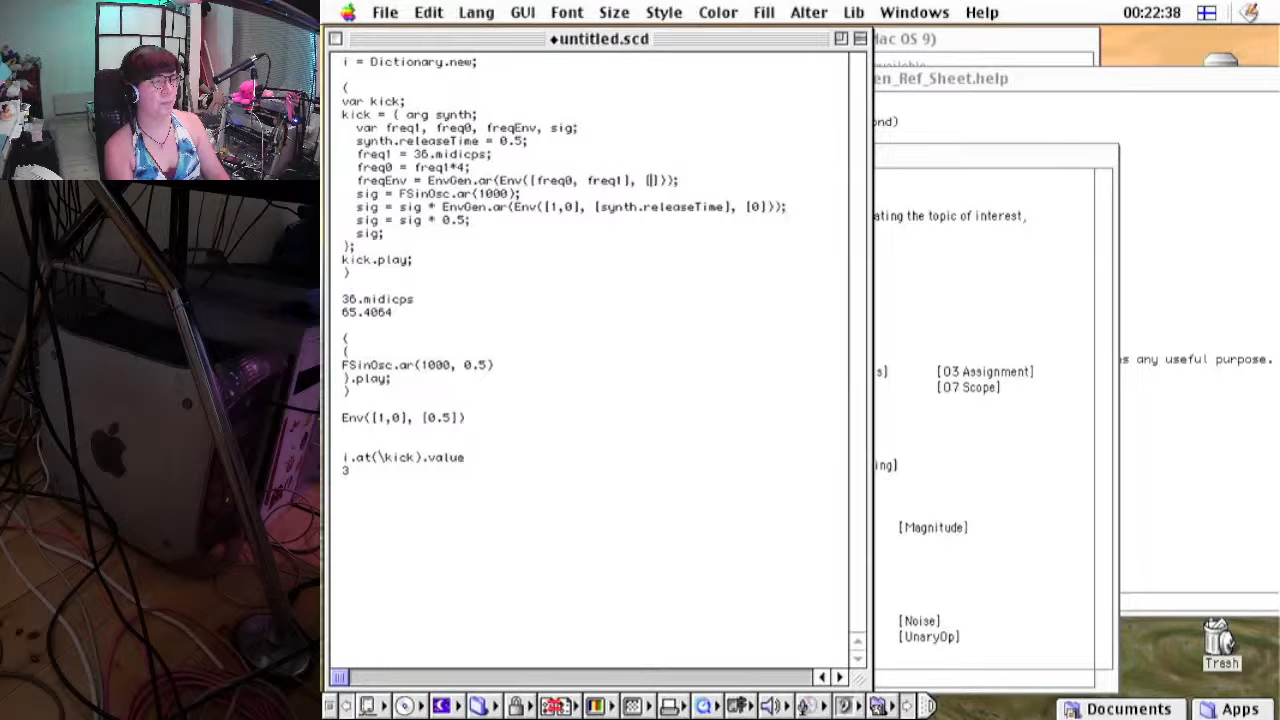 File Edit Lang GUI Font Size Style Color Fill Alter Lib Windows Help 00:22:38
♦untitled.scd
Mac OS 9)
i = Dictionary.new;
en_Ref_Sheet.help
(
var kick;
kick = { arg synth;
var freq1, freq0, freqEnv, sig;
ond)
synth.releaseTime = 0.5;
freq1 = 36.midicps;
freq0 = freq1*4;
freqEnv = EnvGen.ar(Env([freq0, freq1], []));
sig = FSinOsc.ar(1000);
sig = sig * EnvGen.ar(Env([1,0], [synth.releaseTime], [0]));
ating the topic of interest,
sig = sig * 0.5;
sig;
};
kick.play;
)
36.midicps
65.4064
(
{
s any useful purpose.
FSinOsc.ar(1000, 0.5)
s] [03 Assignment]
}.play;
[07 Scope]
)
Env([1,0], [0.5])
i.at(\kick).value
ing]
3
[Magnitude]
[Noise]
[UnaryOp]
Trash
Documents Apps